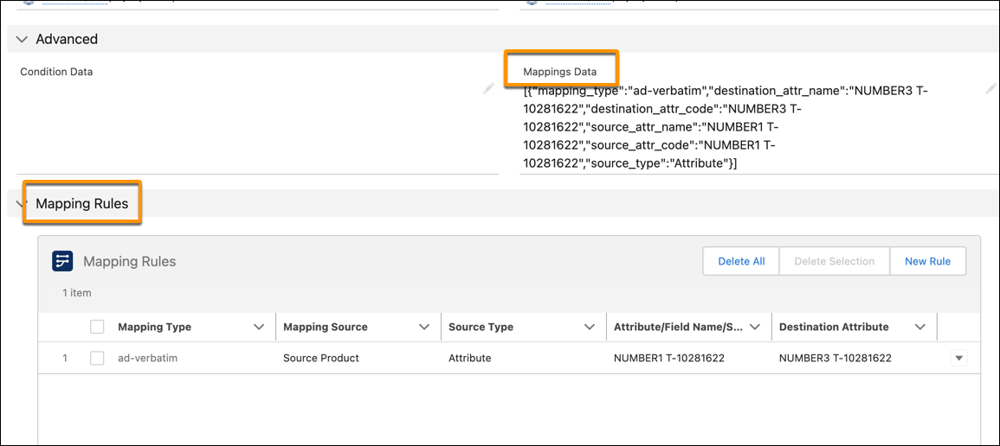 Advanced
Condition Data
Mappings Data
[{"mapping_type":"ad-verbatim","destination_attr_name":"NUMBER3 T-
10281622","destination_attr_code":"NUMBER3 T-
10281622","source_attr_name":"NUMBER1 T-
10281622","source_attr_code":"NUMBER1 T-
10281622","source_type":"Attribute"}]
Mapping Rules
Mapping Rules
Delete All
Delete Selection
New Rule
1 item
Mapping Type
Mapping Source
Source Type
Attribute/Field Name/S...
Destination Attribute
1
ad-verbatim
Source Product
Attribute
NUMBER1 T-10281622
NUMBER3 T-10281622